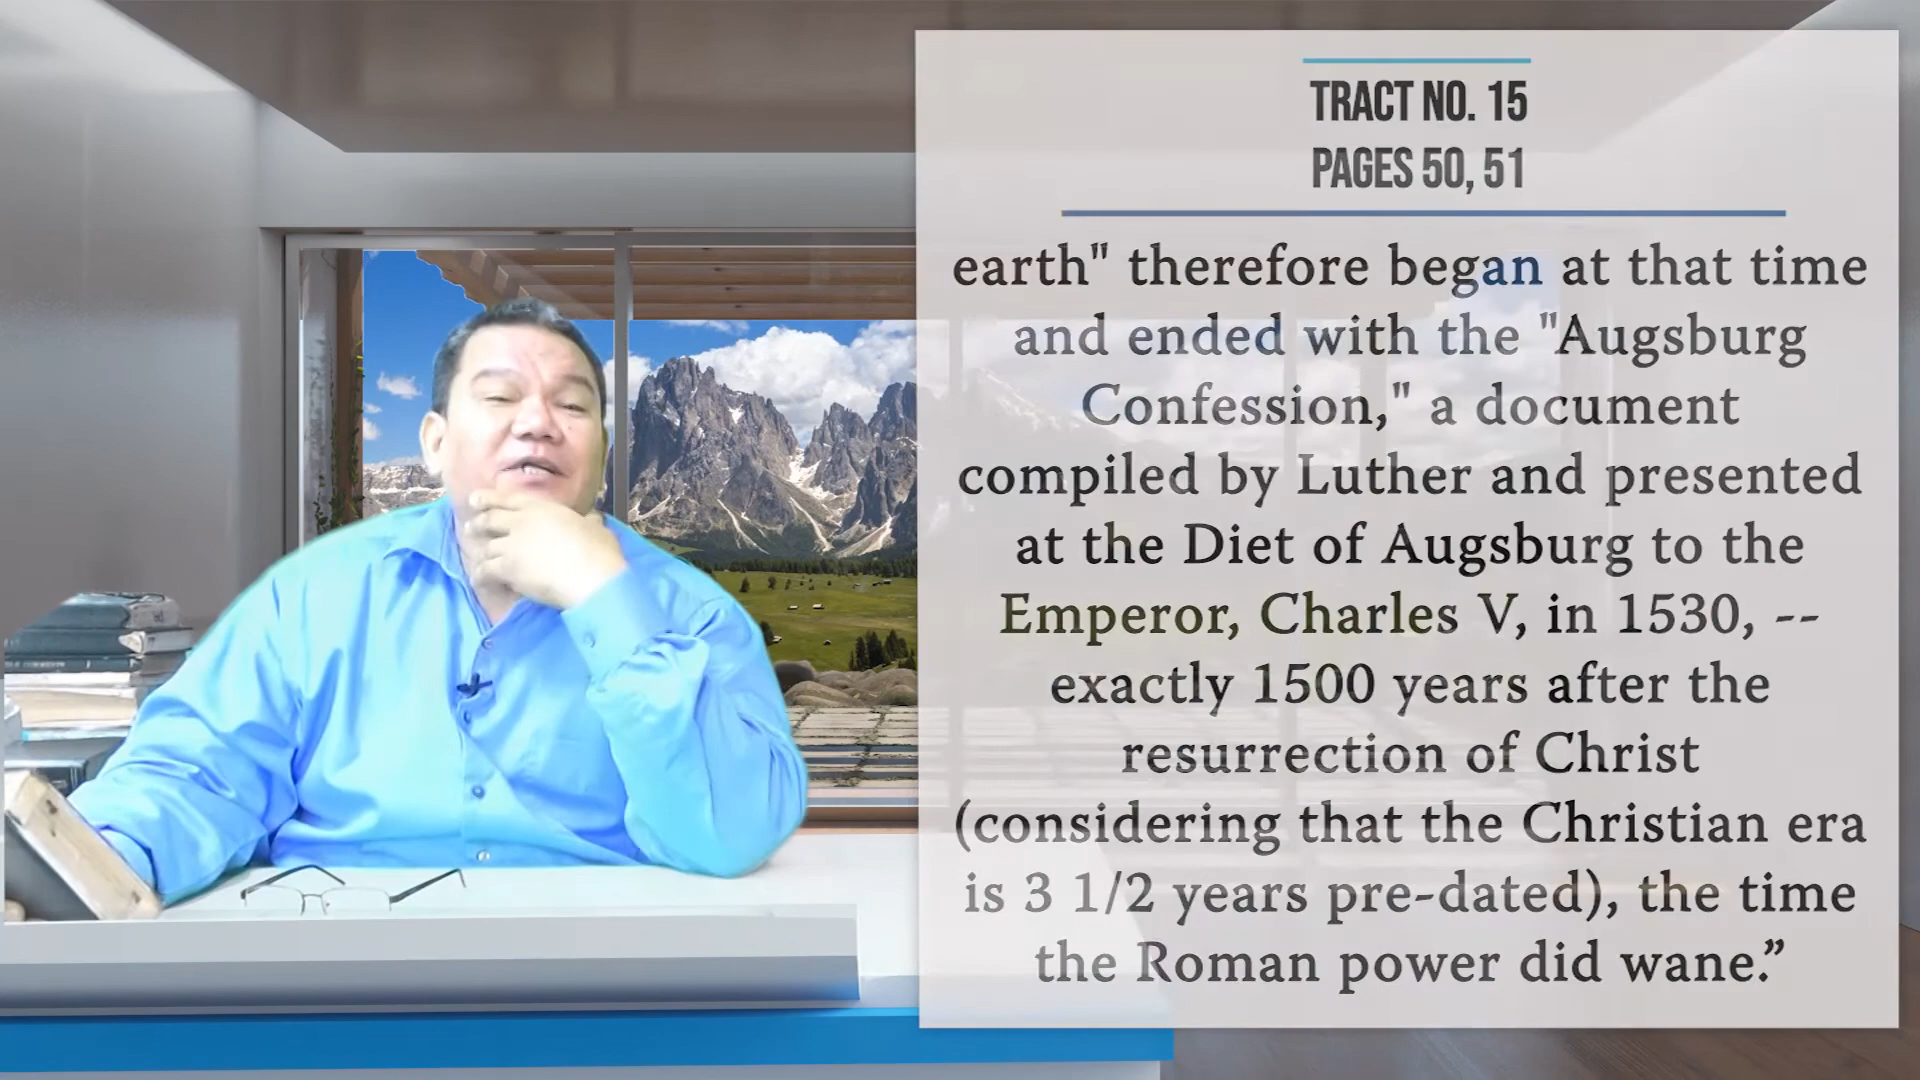 TRACT NO. 15
PAGES 50, 51
earth" therefore began at that time
and ended with the "Augsburg
Confession," a document
compiled by Luther and presented
at the Diet of Augsburg to the
Emperor, Charles V, in 1530, --
exactly 1500 years after the
resurrection of Christ
(considering that the Christian era
is 3 1/2 years pre-dated), the time
the Roman power did wane.”